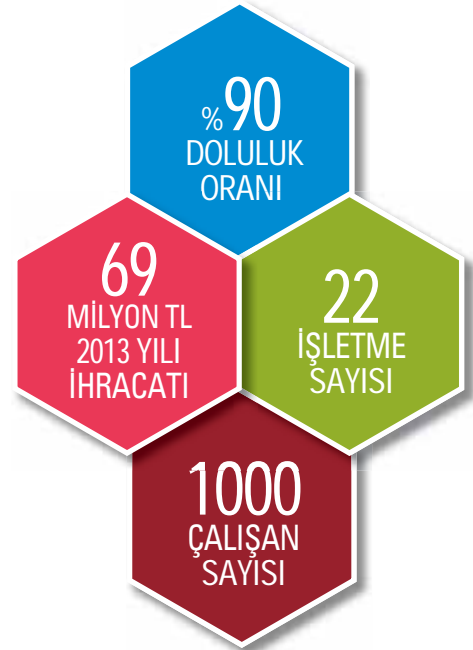 %90
DOLULUK
ORANI
69
MİLYON TL
2013 YILI
İHRACATI
22
İŞLETME
SAYISI
1000
ÇALIŞAN
SAYISI